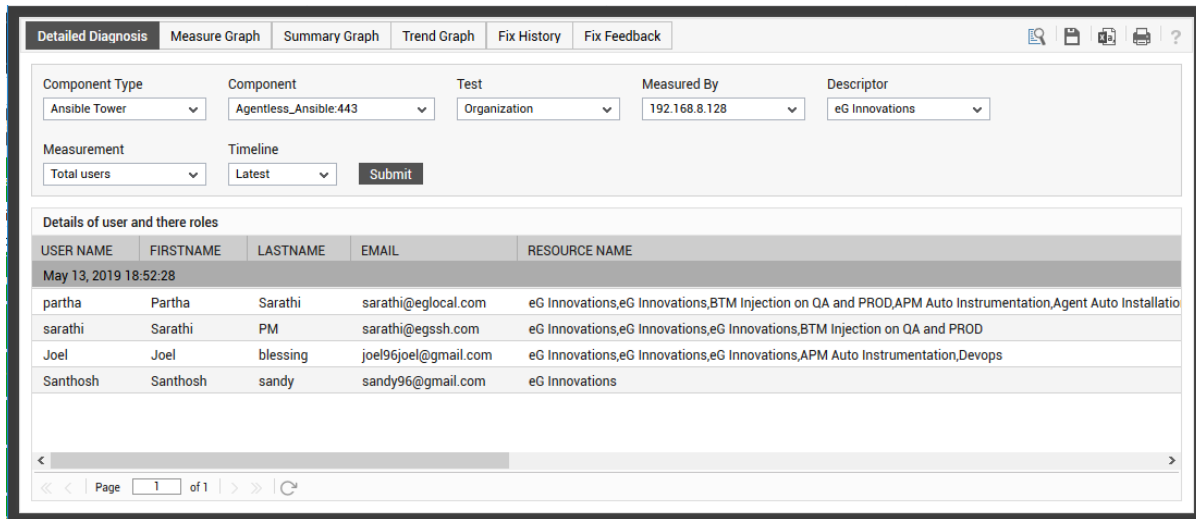 Detailed Diagnosis Measure Graph Summary Graph Trend Graph Fix History Fix Feedback
Component Type Component Test Measured By Descriptor
Ansible Tower Agentless_Ansible:443 Organization 192.168.8.128 eG Innovations
Measurement Timeline
Total users Latest Submit
Details of user and there roles
USER NAME FIRSTNAME LASTNAME EMAIL RESOURCE NAME
May 13, 2019 18:52:28
partha Partha Sarathi sarathi@eglocal.com eG Innovations,eG Innovations,BTM Injection on QA and PROD,APM Auto Instrumentation,Agent Auto Installatio
sarathi Sarathi PM sarathi@egssh.com eG Innovations,eG Innovations,eG Innovations,BTM Injection on QA and PROD
Joel Joel blessing joel96joel@gmail.com eG Innovations,eG Innovations,eG Innovations,APM Auto Instrumentation,Devops
Santhosh Santhosh sandy sandy96@gmail.com eG Innovations
Page 1 of 1